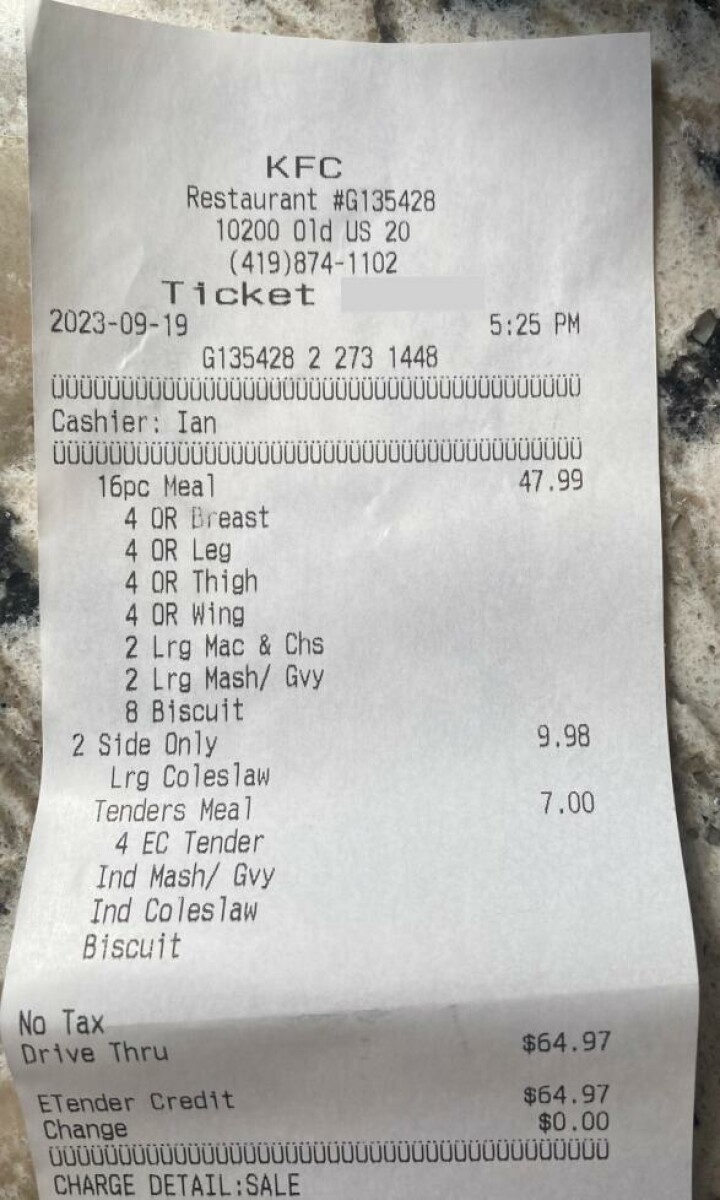 KFC
Restaurant #G135428
10200 Old US 20
(419)874-1102
Ticket
2023-09-19 5:25 PM
G135428 2 273 1448
ÜÜÜÜÜÜÜÜÜÜÜÜÜÜÜÜÜÜÜÜÜÜÜÜÜÜÜÜÜÜÜÜÜÜÜÜÜÜÜ
Cashier: Ian
ÜÜÜÜÜÜÜÜÜÜÜÜÜÜÜÜÜÜÜÜÜÜÜÜÜÜÜÜÜÜÜÜÜÜÜÜÜÜÜ
16pc Meal 47.99
4 OR Breast
4 OR Leg
4 OR Thigh
4 OR Wing
2 Lrg Mac & Chs
2 Lrg Mash/ Gvy
8 Biscuit
2 Side Only 9.98
Lrg Coleslaw
Tenders Meal 7.00
4 EC Tender
Ind Mash/ Gvy
Ind Coleslaw
Biscuit
No Tax
Drive Thru $64.97
ETender Credit $64.97
Change $0.00
ÜÜÜÜÜÜÜÜÜÜÜÜÜÜÜÜÜÜÜÜÜÜÜÜÜÜÜÜÜÜÜÜÜÜÜÜÜÜÜ
CHARGE DETAIL:SALE